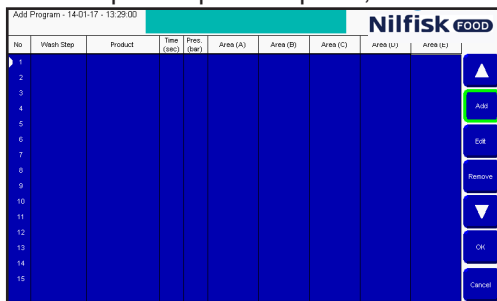 Add Program - 14-01-17 - 13:29:00
Nilfisk FOOD
No Wash Step Product Time (sec) Pres. (bar) Area (A) Area (B) Area (C) Area (D) Area (E)
1
2
3
4
5
6
7
8
9
10
11
12
13
14
15
Add
Edit
Remove
OK
Cancel